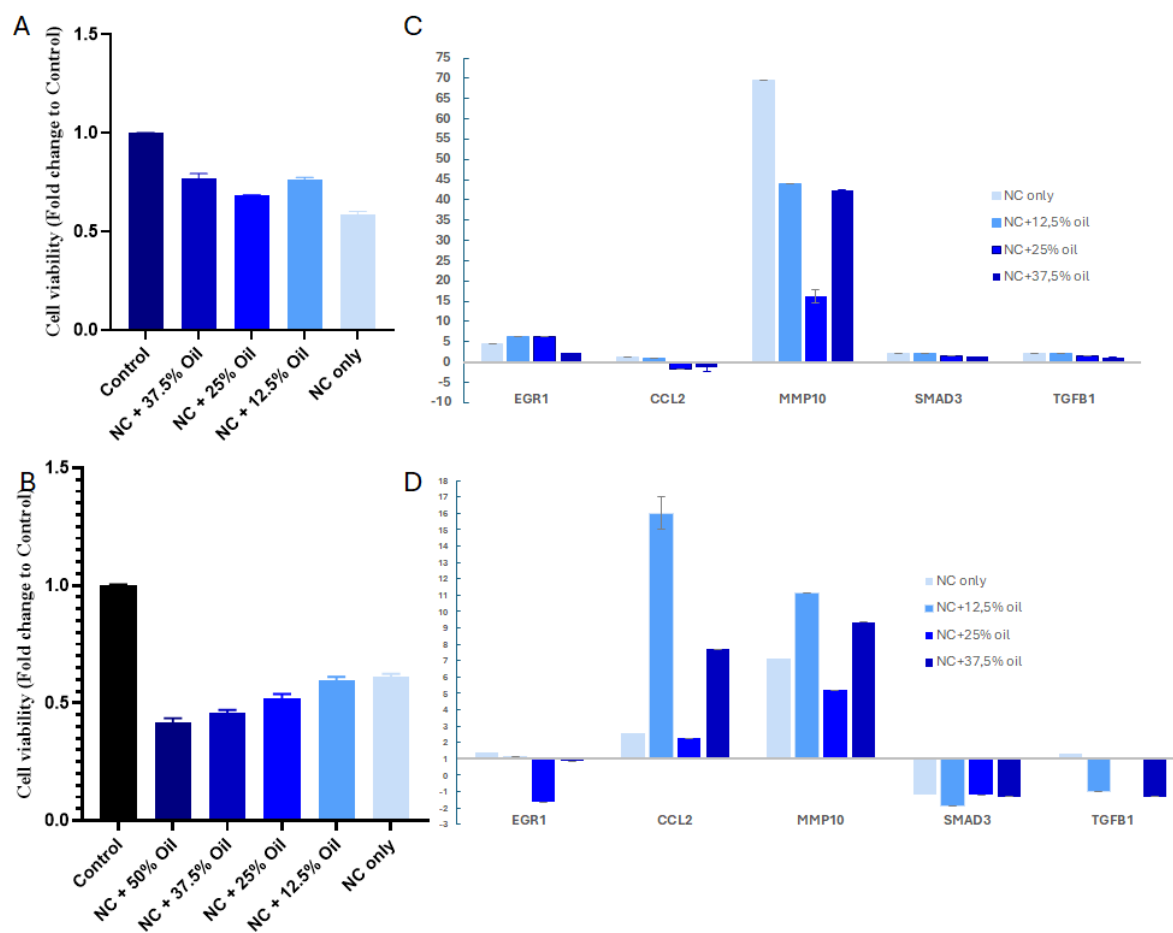 A
Cell viability (Fold change to Control)
1.5
1.0
0.5
0.0
Control
NC + 37.5% Oil
NC + 25% Oil
NC + 12.5% Oil
NC only
C
75
70
65
60
55
50
45
40
35
30
25
20
15
10
5
0
-5
-10
EGR1
CCL2
MMP10
SMAD3
TGFB1
NC only
NC+12,5% oil
NC+25% oil
NC+37,5% oil
B
Cell viability (Fold change to Control)
1.5
1.0
0.5
0.0
Control
NC + 50% Oil
NC + 37.5% Oil
NC + 25% Oil
NC + 12.5% Oil
NC only
D
18
17
16
15
14
13
12
11
10
9
8
7
6
5
4
3
2
1
0
-1
-2
-3
EGR1
CCL2
MMP10
SMAD3
TGFB1
NC only
NC+12,5% oil
NC+25% oil
NC+37,5% oil